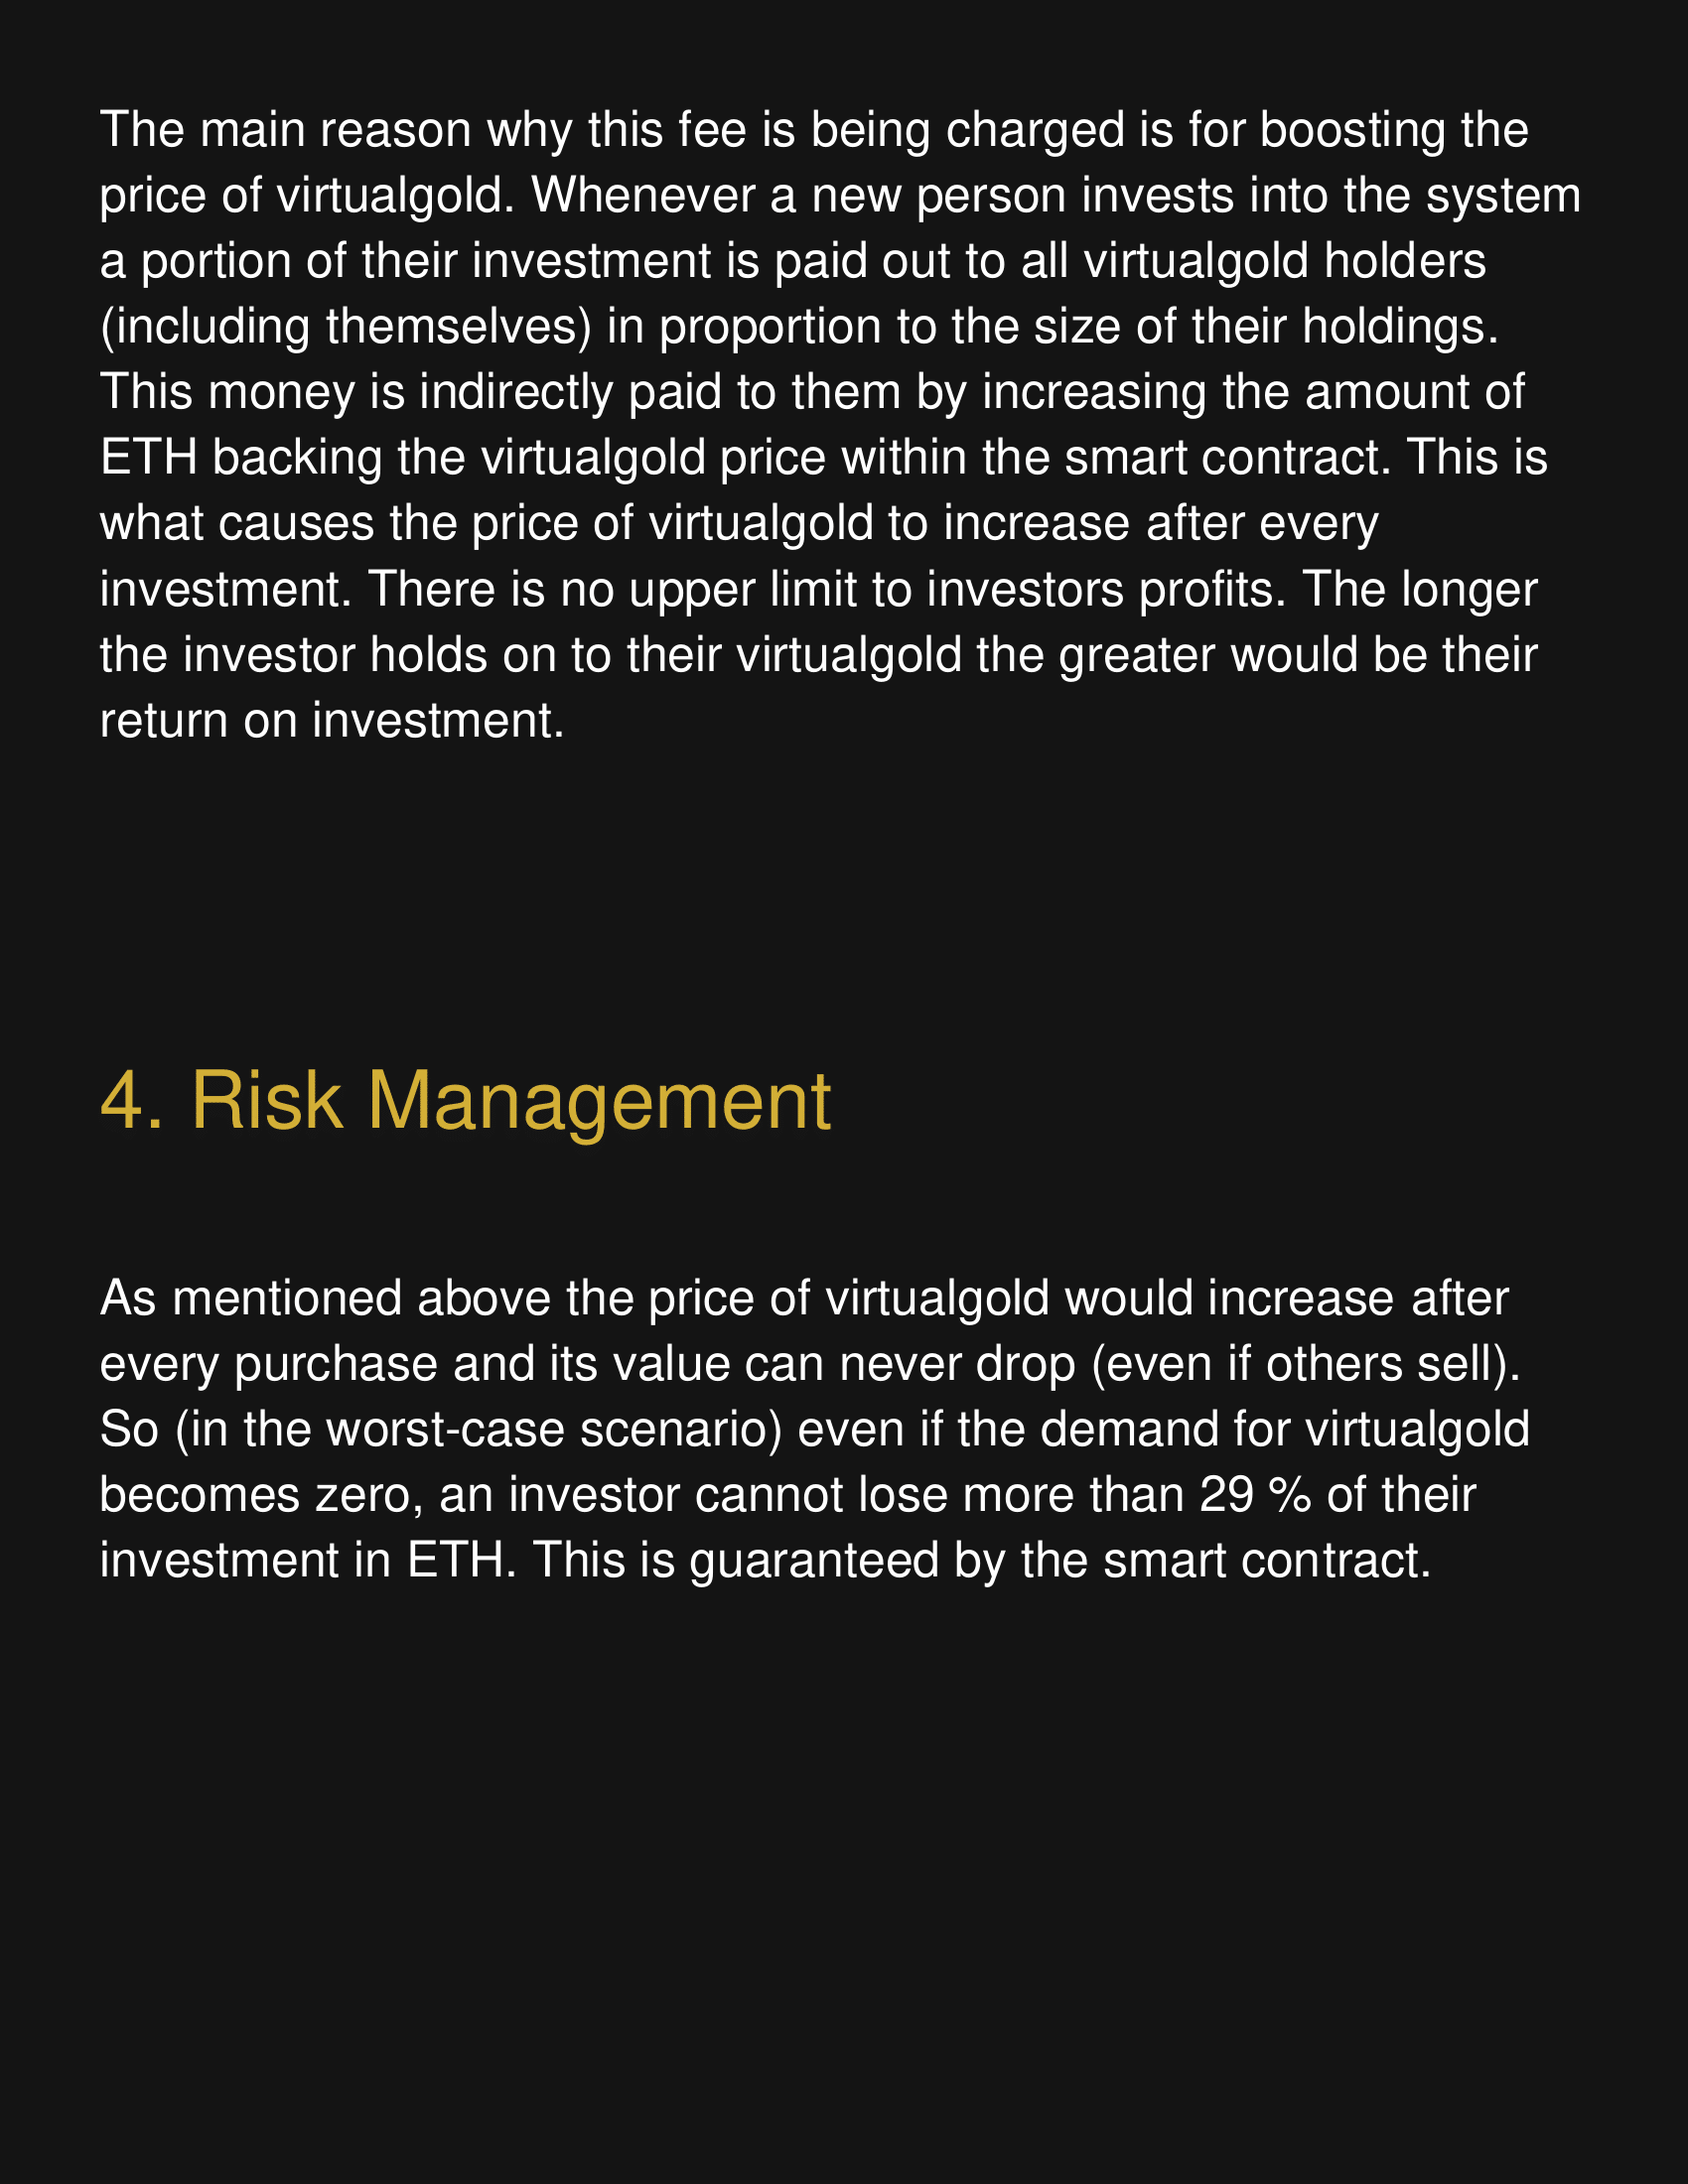 The main reason why this fee is being charged is for boosting the
price of virtualgold. Whenever a new person invests into the system
a portion of their investment is paid out to all virtualgold holders
(including themselves) in proportion to the size of their holdings.
This money is indirectly paid to them by increasing the amount of
ETH backing the virtualgold price within the smart contract. This is
what causes the price of virtualgold to increase after every
investment. There is no upper limit to investors profits. The longer
the investor holds on to their virtualgold the greater would be their
return on investment.
4. Risk Management
As mentioned above the price of virtualgold would increase after
every purchase and its value can never drop (even if others sell).
So (in the worst-case scenario) even if the demand for virtualgold
becomes zero, an investor cannot lose more than 29 % of their
investment in ETH. This is guaranteed by the smart contract.